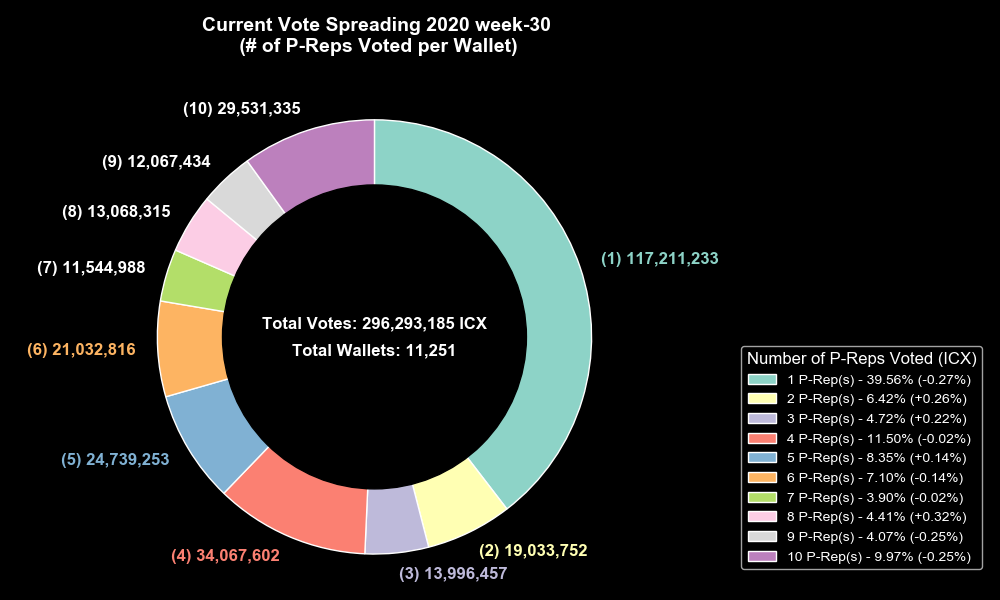 Current Vote Spreading 2020 week-30
(# of P-Reps Voted per Wallet)
(10) 29,531,335
(9) 12,067,434
(8) 13,068,315
(7) 11,544,988
(1) 117,211,233
Total Votes: 296,293,185 ICX
Total Wallets: 11,251
(6) 21,032,816
(5) 24,739,253
(4) 34,067,602
(3) 13,996,457
(2) 19,033,752
Number of P-Reps Voted (ICX)
1 P-Rep(s) - 39.56% (-0.27%)
2 P-Rep(s) - 6.42% (+0.26%)
3 P-Rep(s) - 4.72% (+0.22%)
4 P-Rep(s) - 11.50% (-0.02%)
5 P-Rep(s) - 8.35% (+0.14%)
6 P-Rep(s) - 7.10% (-0.14%)
7 P-Rep(s) - 3.90% (-0.02%)
8 P-Rep(s) - 4.41% (+0.32%)
9 P-Rep(s) - 4.07% (-0.25%)
10 P-Rep(s) - 9.97% (-0.25%)